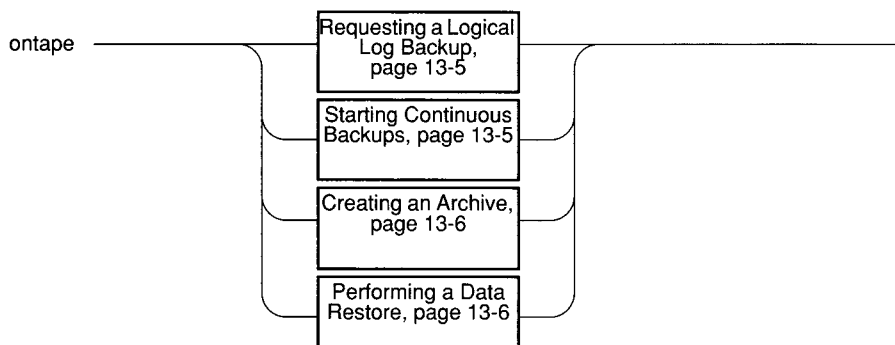 ontape
Requesting a Logical
Log Backup,
page 13-5
Starting Continuous
Backups, page 13-5
Creating an Archive,
page 13-6
Performing a Data
Restore, page 13-6